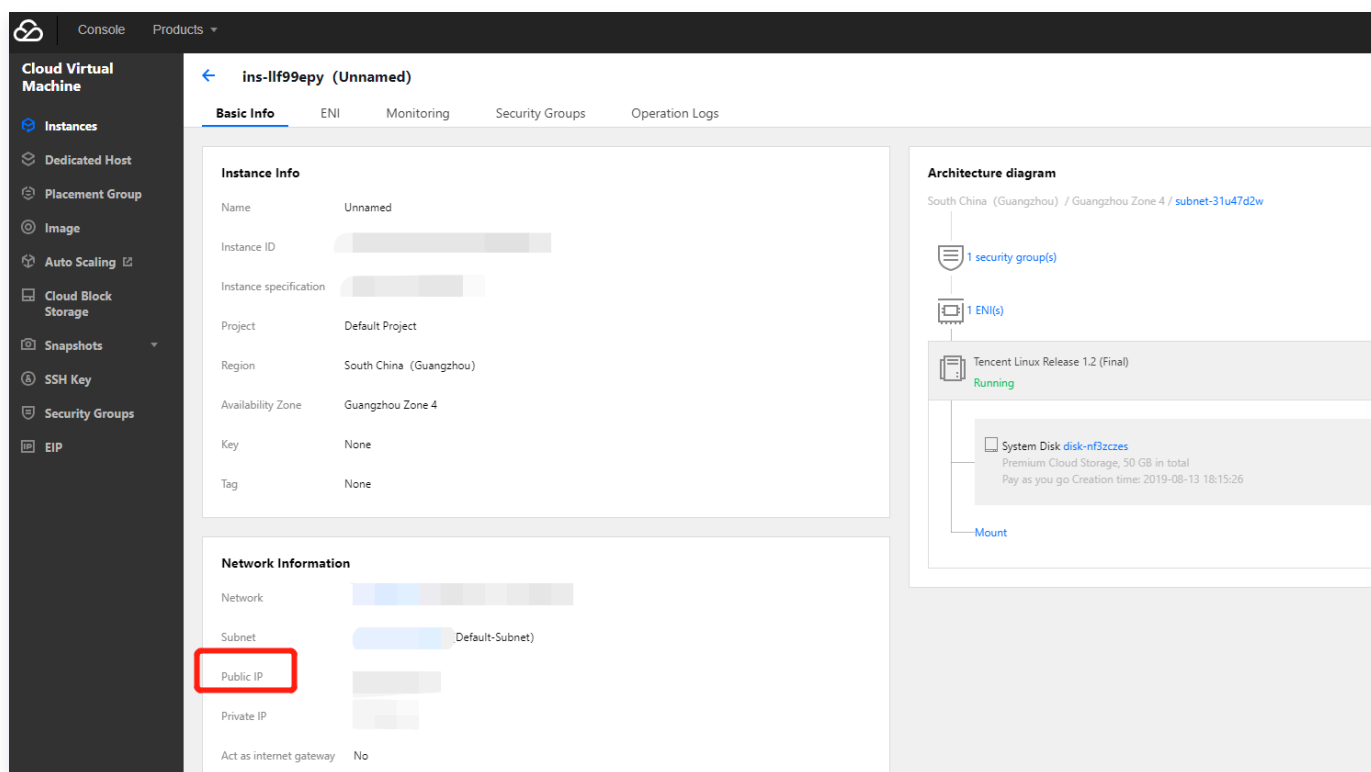 Console Products
Cloud Virtual
Machine
Instances
Dedicated Host
Placement Group
Image
Auto Scaling
Cloud Block
Storage
Snapshots
SSH Key
Security Groups
IP EIP
ins-llf99epy (Unnamed)
Basic Info ENI Monitoring Security Groups Operation Logs
Instance Info
Name Unnamed
Instance ID
Instance specification
Project Default Project
Region South China (Guangzhou)
Availability Zone Guangzhou Zone 4
Key None
Tag None
Network Information
Network
Subnet Default-Subnet)
Public IP
Private IP
Act as internet gateway No
Architecture diagram
South China (Guangzhou) / Guangzhou Zone 4 / subnet-31u47d2w
1 security group(s)
1 ENI(s)
Tencent Linux Release 1.2 (Final)
Running
System Disk disk-nf3zczes
Premium Cloud Storage, 50 GB in total
Pay as you go Creation time: 2019-08-13 18:15:26
Mount